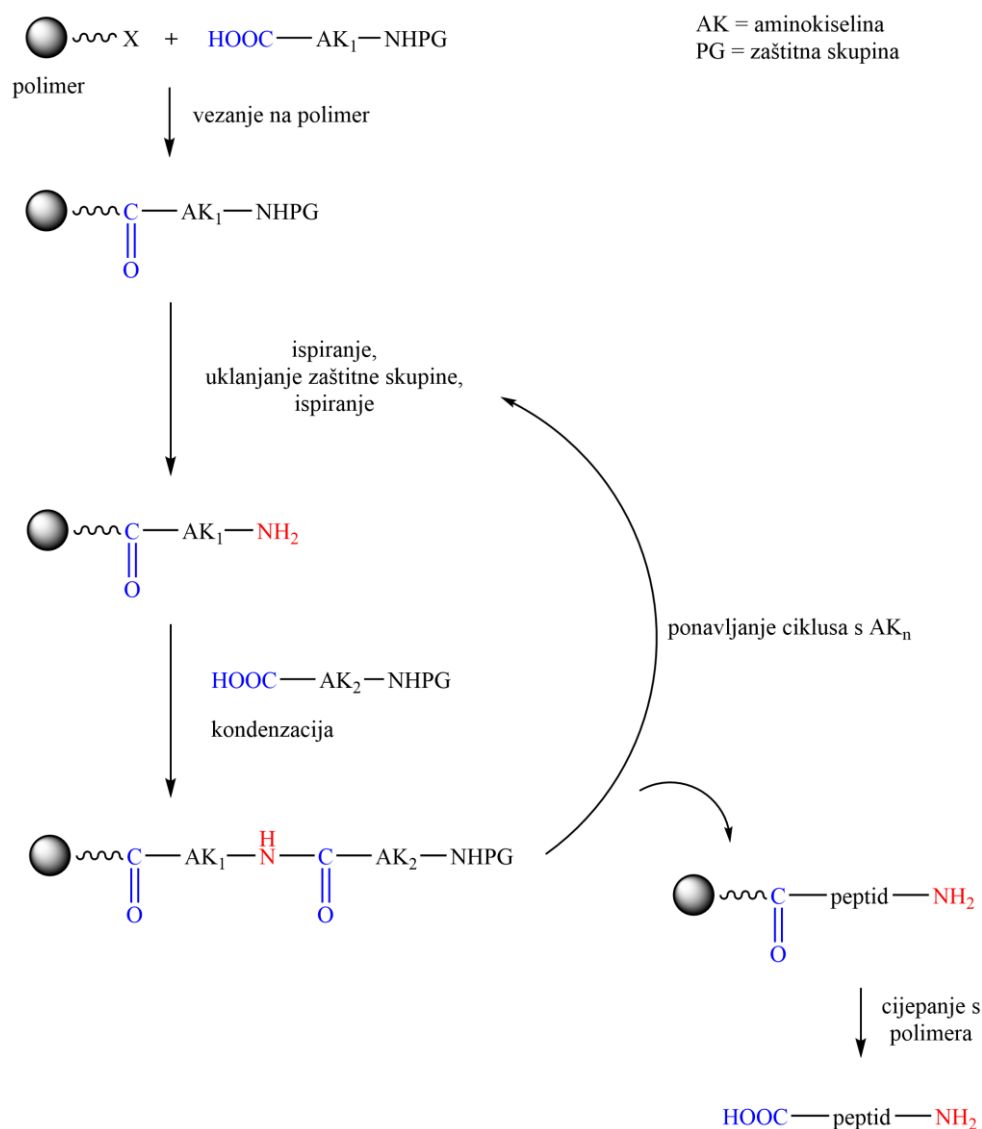 X + HOOC—AK₁—NHPG
AK = aminokiselina
PG = zaštitna skupina
polimer
vezanje na polimer
C—AK₁—NHPG
O
ispiranje,
uklanjanje zaštitne skupine,
ispiranje
C—AK₁—NH₂
O
ponavljanje ciklusa s AKₙ
HOOC—AK₂—NHPG
kondenzacija
H
C—AK₁—N—C—AK₂—NHPG
O O
C—peptid—NH₂
O
cijepanje s
polimera
HOOC—peptid—NH₂